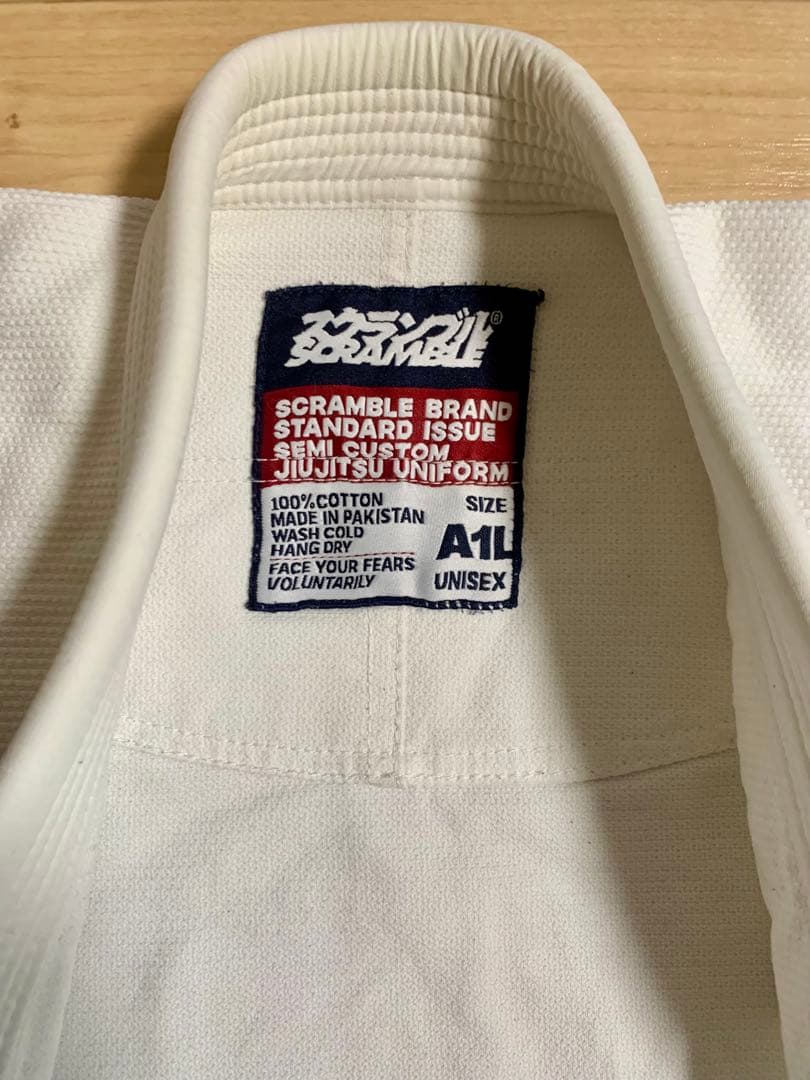 スクランブル®
SCRAMBLE
SCRAMBLE BRAND
STANDARD ISSUE
SEMI CUSTOM
JIUJITSU UNIFORM
100% COTTON
MADE IN PAKISTAN
WASH COLD
HANG DRY
FACE YOUR FEARS
VOLUNTARILY
SIZE
A1L
UNISEX